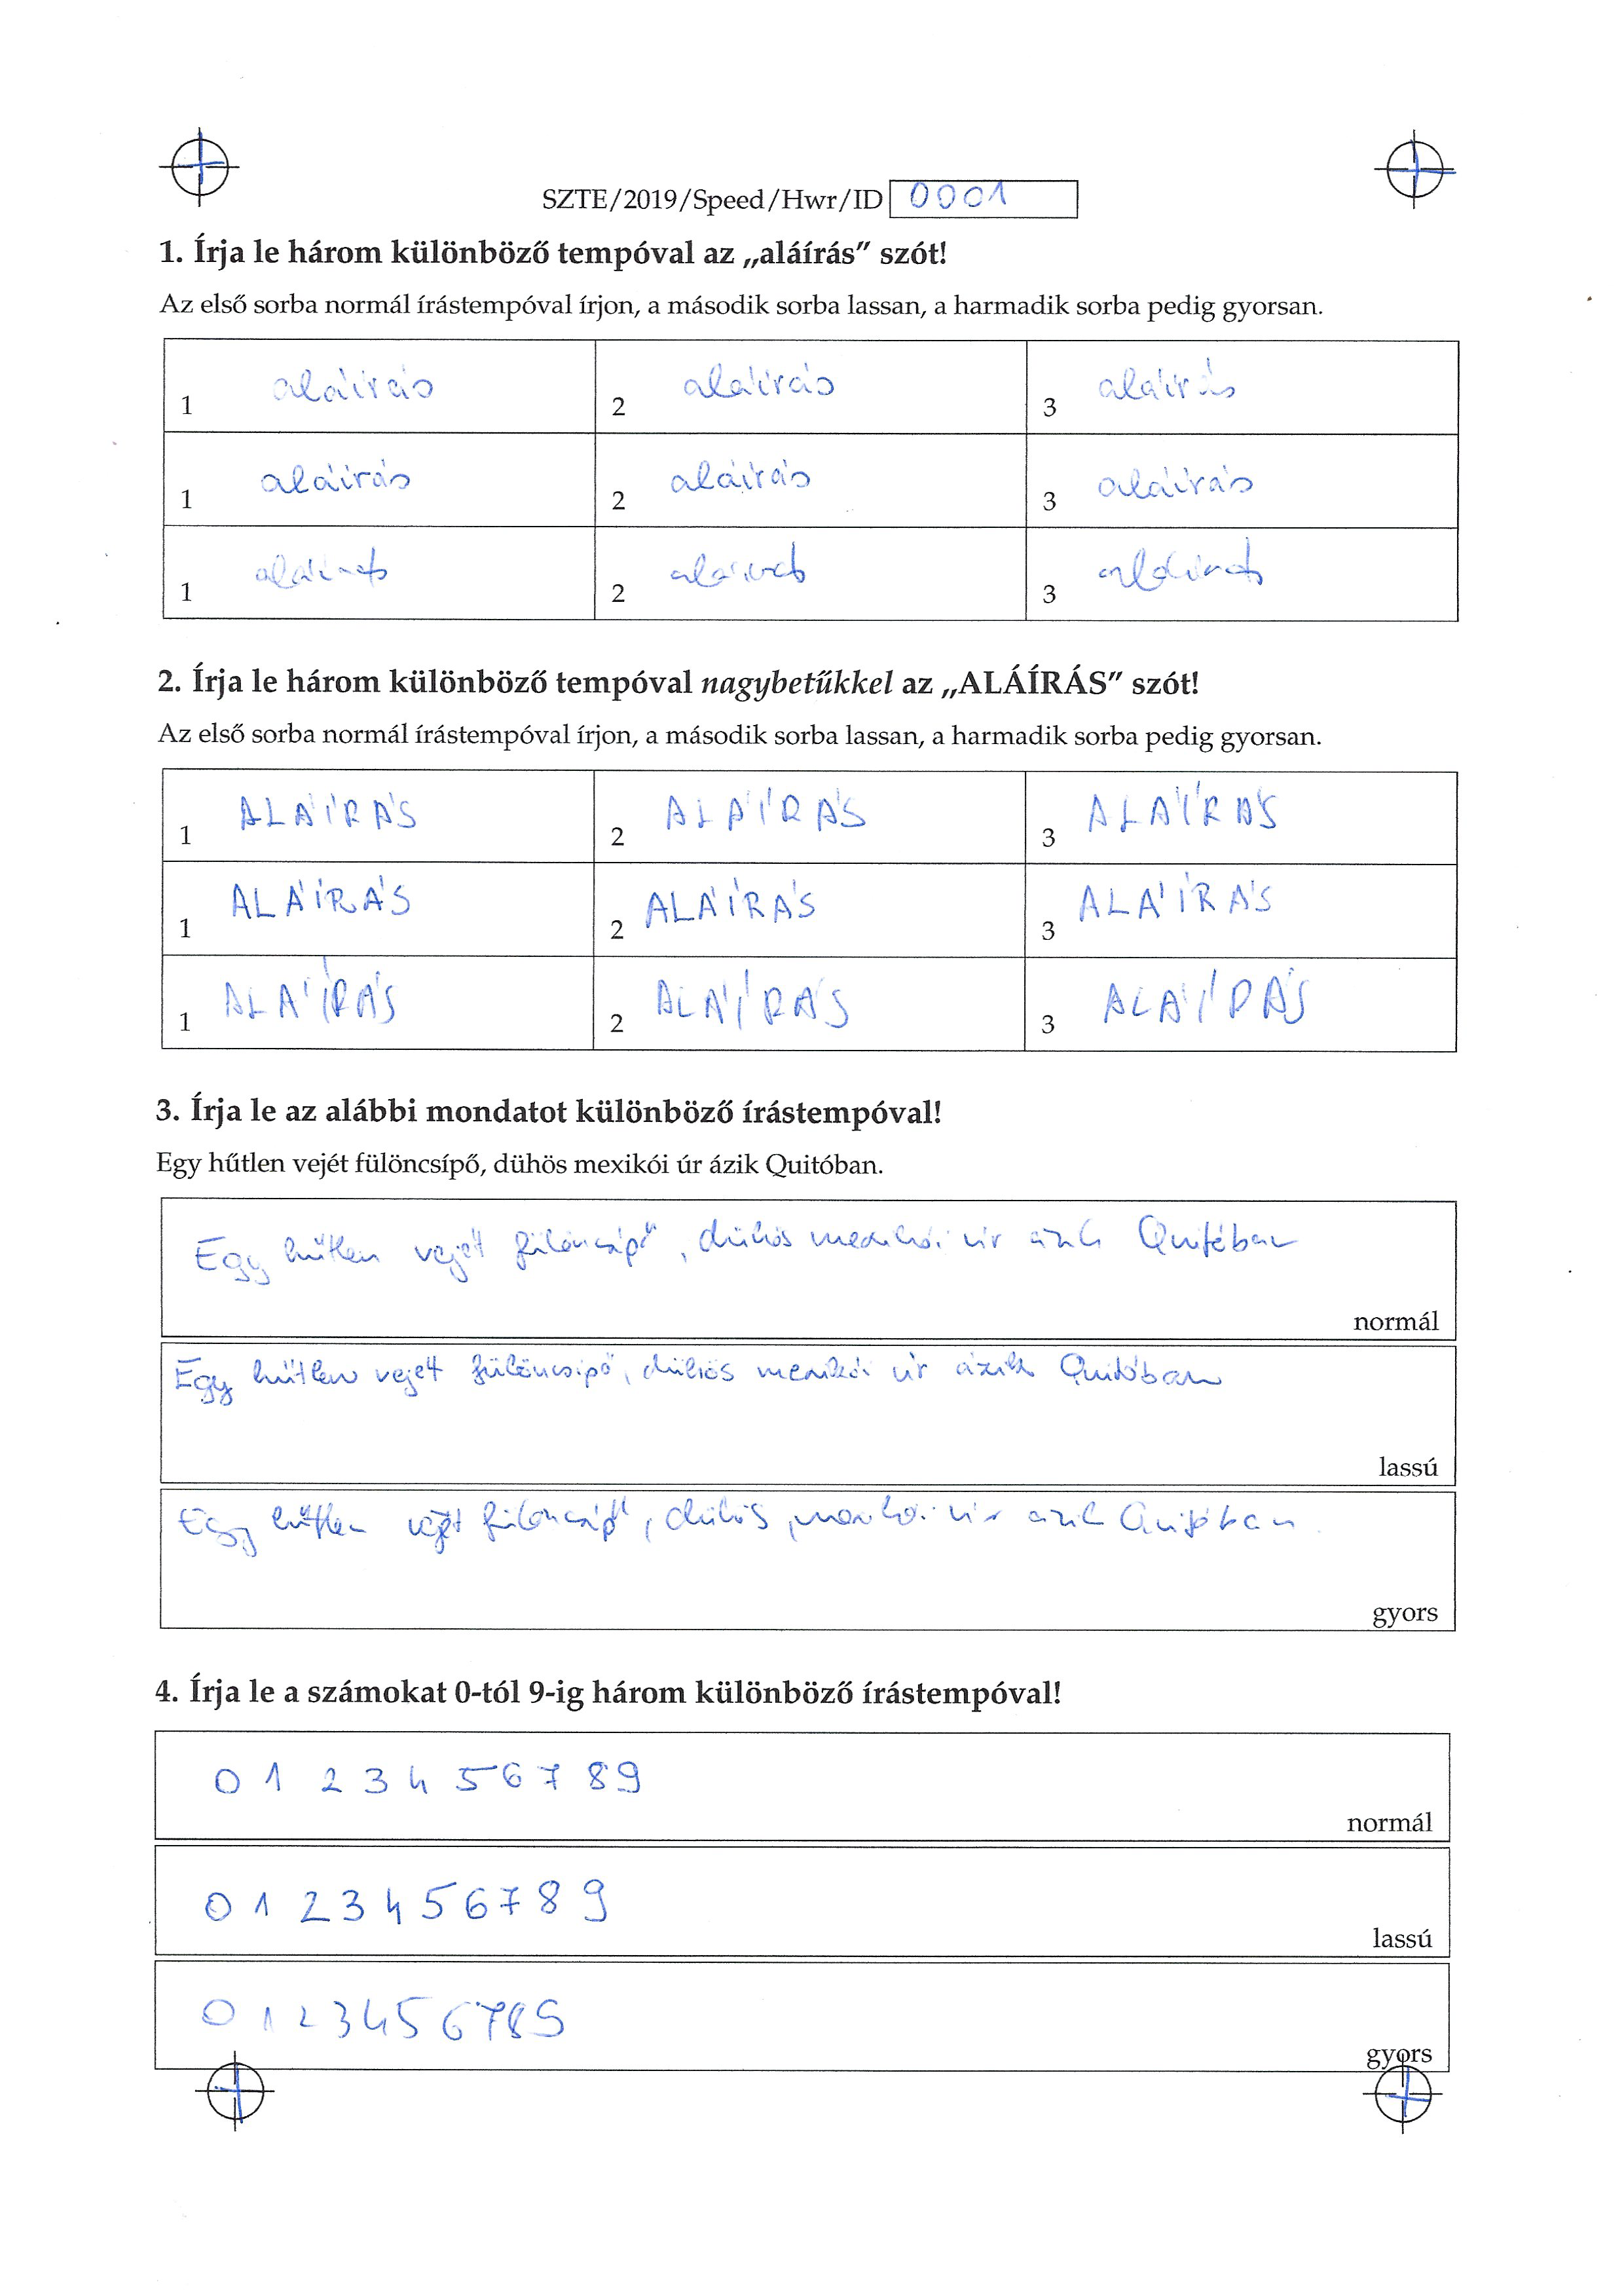 SZTE/2019/Speed/Hwr/ID 0001
1. Írja le három különböző tempóval az „aláírás” szót!
Az első sorba normál írástempóval írjon, a második sorba lassan, a harmadik sorba pedig gyorsan.
1 aláírás 2 aláírás 3 aláírás
1 aláírás 2 aláírás 3 aláírás
1 aláírás 2 aláírás 3 aláírás
2. Írja le három különböző tempóval nagybetűkkel az „ALÁÍRÁS” szót!
Az első sorba normál írástempóval írjon, a második sorba lassan, a harmadik sorba pedig gyorsan.
1 ALÁÍRÁS 2 ALÁÍRÁS 3 ALÁÍRÁS
1 ALÁÍRÁS 2 ALÁÍRÁS 3 ALÁÍRÁS
1 ALÁÍRÁS 2 ALÁÍRÁS 3 ALÁÍRÁS
3. Írja le az alábbi mondatot különböző írástempóval!
Egy hűtlen vejét fülöncsípő, dühös mexikói úr ázik Quitóban.
Egy hűtlen vejét fülöncsípő, dühös mexikói úr ázik Quitóban
normál
Egy hűtlen vejét fülöncsípő, dühös mexikói úr ázik Quitóban
lassú
Egy hűtlen vejét fülöncsípő, dühös mexikói úr ázik Quitóban.
gyors
4. Írja le a számokat 0-tól 9-ig három különböző írástempóval!
0 1 2 3 4 5 6 7 8 9
normál
0 1 2 3 4 5 6 7 8 9
lassú
0 1 2 3 4 5 6 7 8 9
gyors